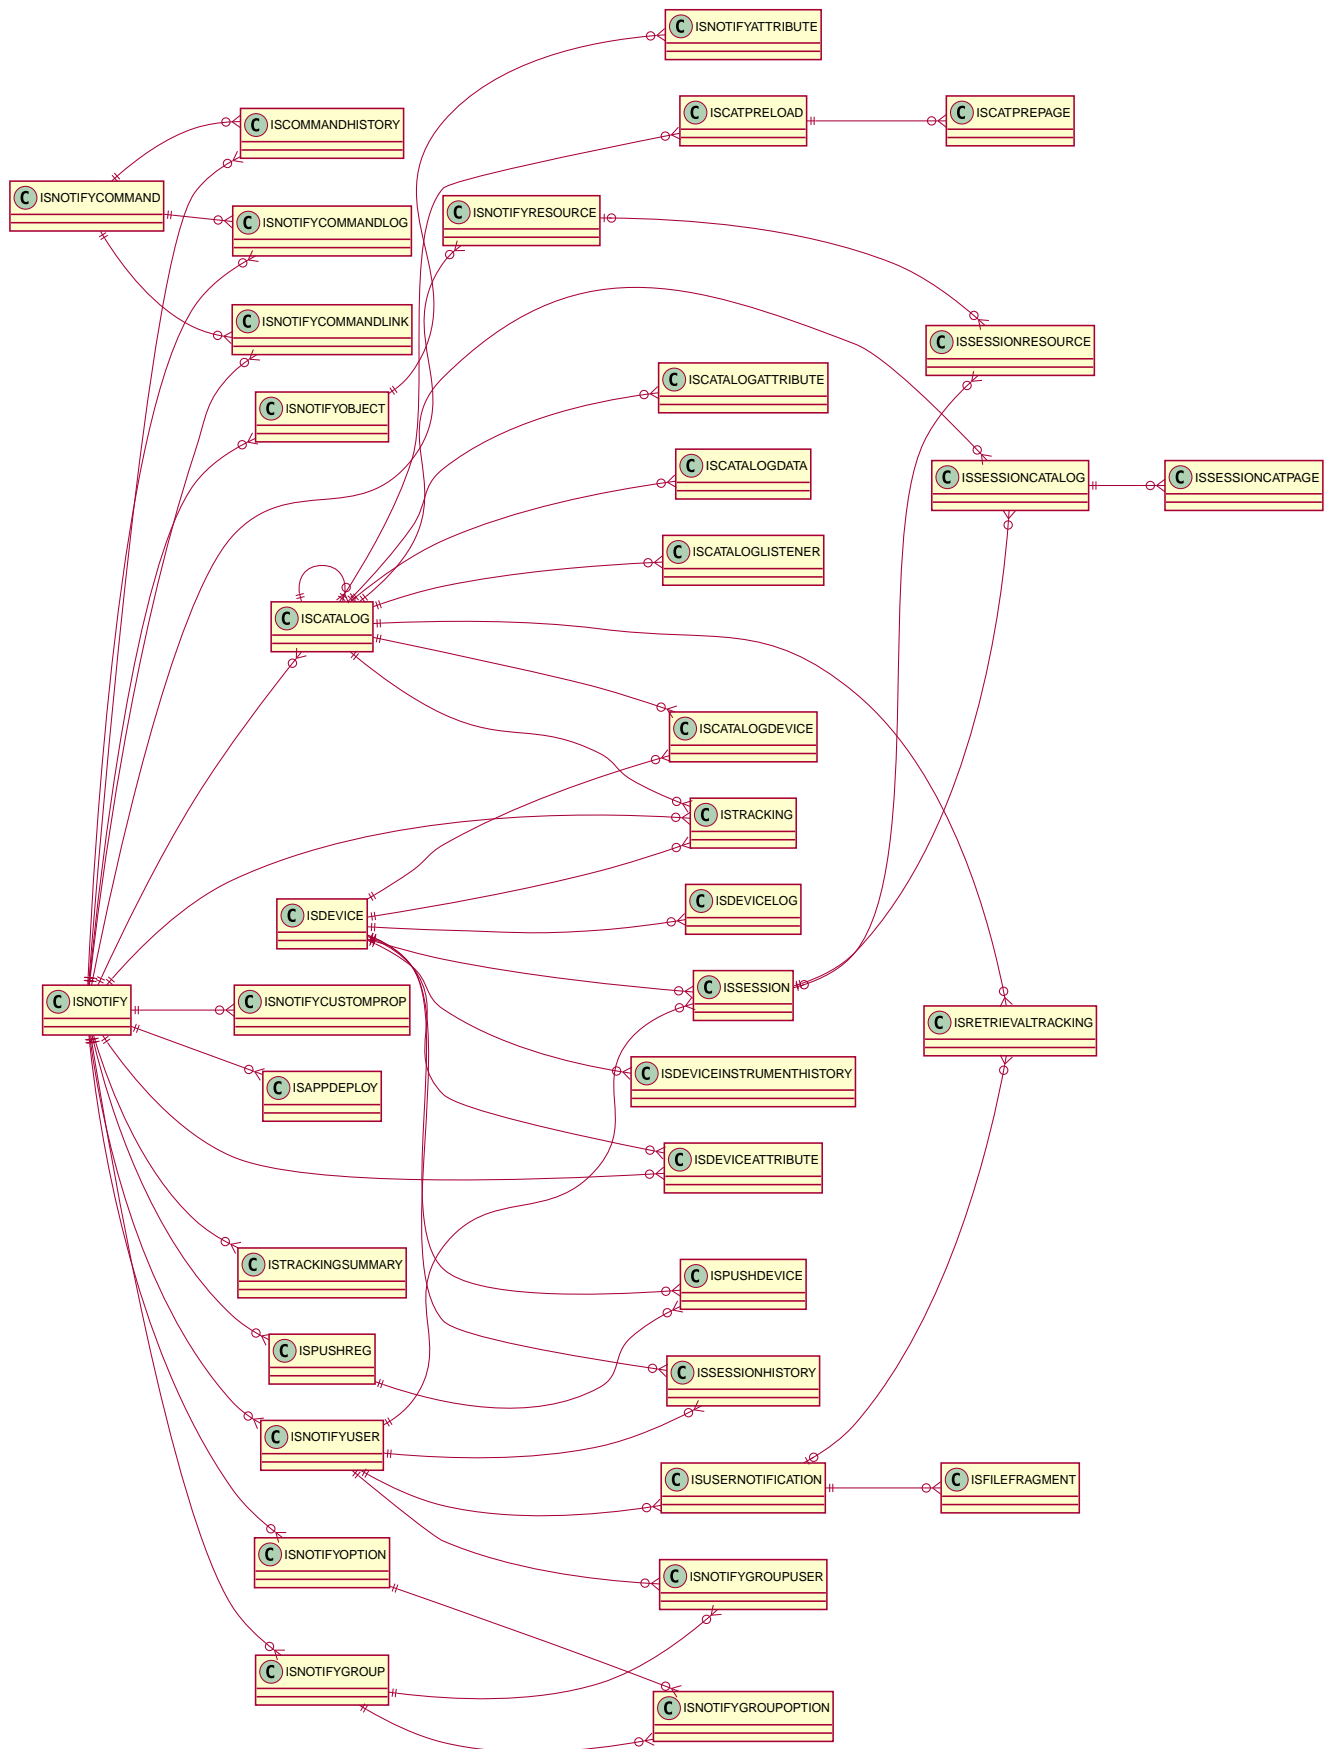 C ISNOTIFYATTRIBUTE
C ISCATPRELOAD
C ISCATPREPAGE
C ISCOMMANDHISTORY
C ISNOTIFYCOMMAND
C ISNOTIFYRESOURCE
C ISNOTIFYCOMMANDLOG
C ISNOTIFYCOMMANDLINK
C ISSESSIONRESOURCE
C ISCATALOGATTRIBUTE
C ISNOTIFYOBJECT
C ISCATALOGDATA
C ISSESSIONCATALOG
C ISSESSIONCATPAGE
C ISCATALOGLISTENER
C ISCATALOG
C ISCATALOGDEVICE
C ISTRACKING
C ISDEVICELOG
C ISDEVICE
C ISSESSION
C ISNOTIFY
C ISNOTIFYCUSTOMPROP
C ISRETRIEVALTRACKING
C ISDEVICEINSTRUMENTHISTORY
C ISAPPDEPLOY
C ISDEVICEATTRIBUTE
C ISTRACKINGSUMMARY
C ISPUSHDEVICE
C ISPUSHREG
C ISSESSIONHISTORY
C ISNOTIFYUSER
C ISUSERNOTIFICATION
C ISFILEFRAGMENT
C ISNOTIFYOPTION
C ISNOTIFYGROUPUSER
C ISNOTIFYGROUP
C ISNOTIFYGROUPOPTION